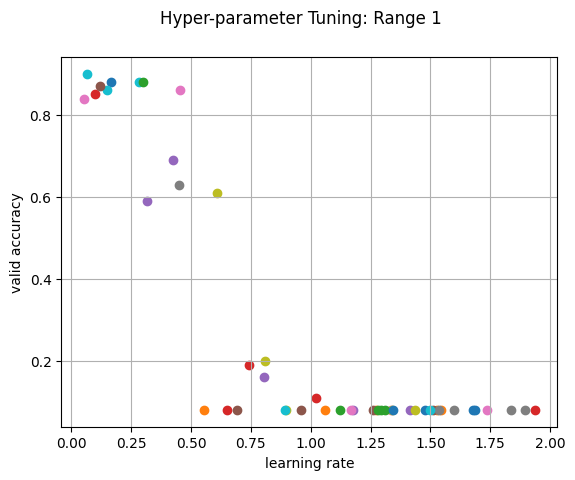 Hyper-parameter Tuning: Range 1
0.8
0.6
0.4
0.2
valid accuracy
0.00 0.25 0.50 0.75 1.00 1.25 1.50 1.75 2.00
learning rate